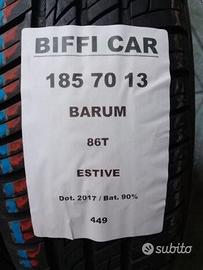 BIFFI CAR
185 70 13
BARUM
86T
ESTIVE
Dot. 2017 / Bat. 90%
449
subito